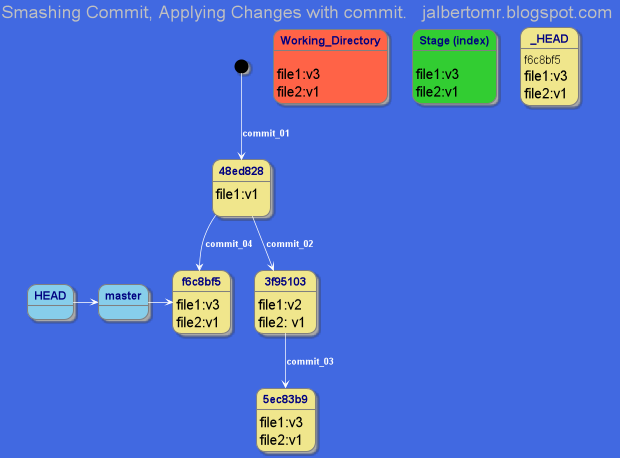 Smashing Commit, Applying Changes with commit. jalbertomr.blogspot.com
Working_Directory
file1:v3
file2:v1
Stage (index)
file1:v3
file2:v1
_HEAD
f6c8bf5
file1:v3
file2:v1
commit_01
48ed828
file1:v1
commit_04
commit_02
HEAD
master
f6c8bf5
file1:v3
file2:v1
3f95103
file1:v2
file2: v1
commit_03
5ec83b9
file1:v3
file2:v1